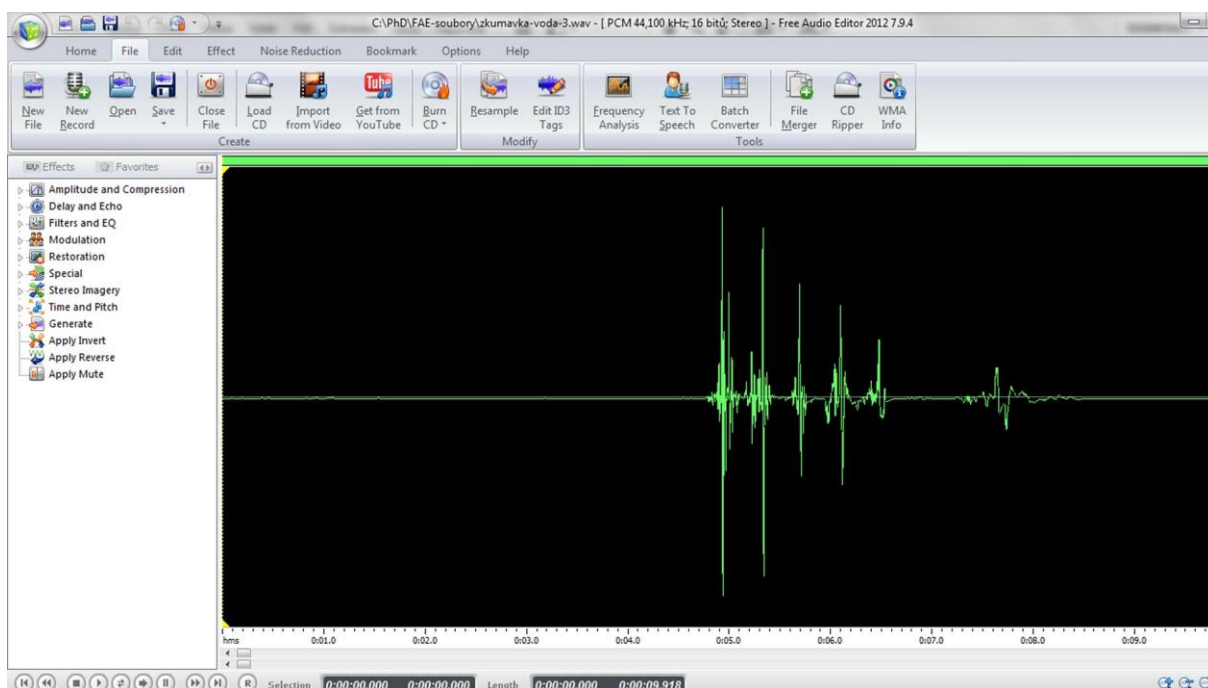 C:\PhD\FAE-soubory\zkumavka-voda-3.wav - [ PCM 44,100 kHz; 16 bitů; Stereo ] - Free Audio Editor 2012 7.9.4
Home File Edit Effect Noise Reduction Bookmark Options Help
New File
New Record
Open
Save
Close File
Load CD
Import from Video
Tube
Get from YouTube
Burn CD
Resample
Edit ID3 Tags
Frequency Analysis
Text To Speech
Batch Converter
File Merger
CD Ripper
WMA Info
Create Modify Tools
Effects Favorites
Amplitude and Compression
Delay and Echo
Filters and EQ
Modulation
Restoration
Special
Stereo Imagery
Time and Pitch
Generate
Apply Invert
Apply Reverse
Apply Mute
hms 0:01.0 0:02.0 0:03.0 0:04.0 0:05.0 0:06.0 0:07.0 0:08.0 0:09.0
R Selection 0:00:00.000 0:00:00.000 Length 0:00:00.000 0:00:09.918